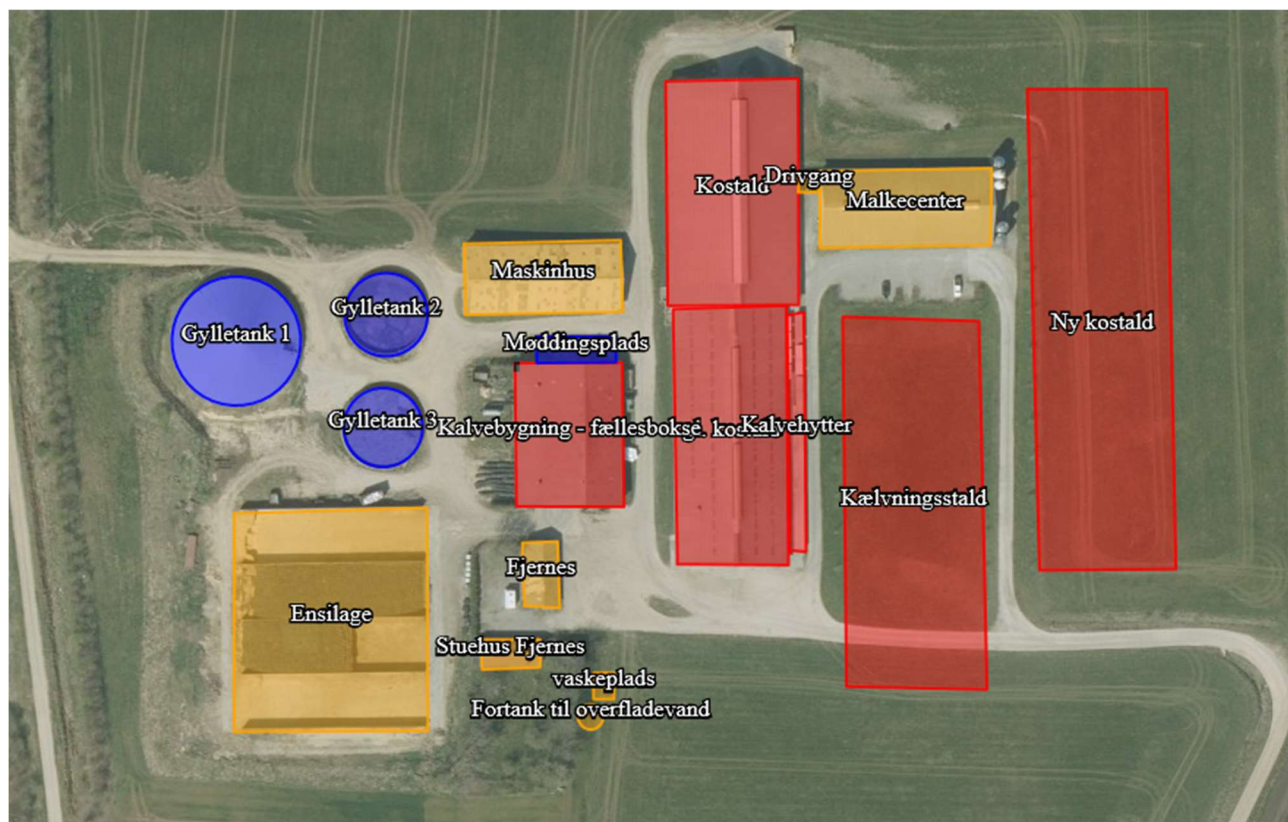 Drivgang
Kostald
Malkecenter
Maskinhus
Gylletank 2
Gylletank 1
Ny kostald
Møddingsplads
Gylletank 3
Kalvebygning - fællesbokse. kostald
Kalvehytter
Kælvningsstald
Fjernes
Ensilage
Stuehus Fjernes
vaskeplads
Fortank til overfladevand